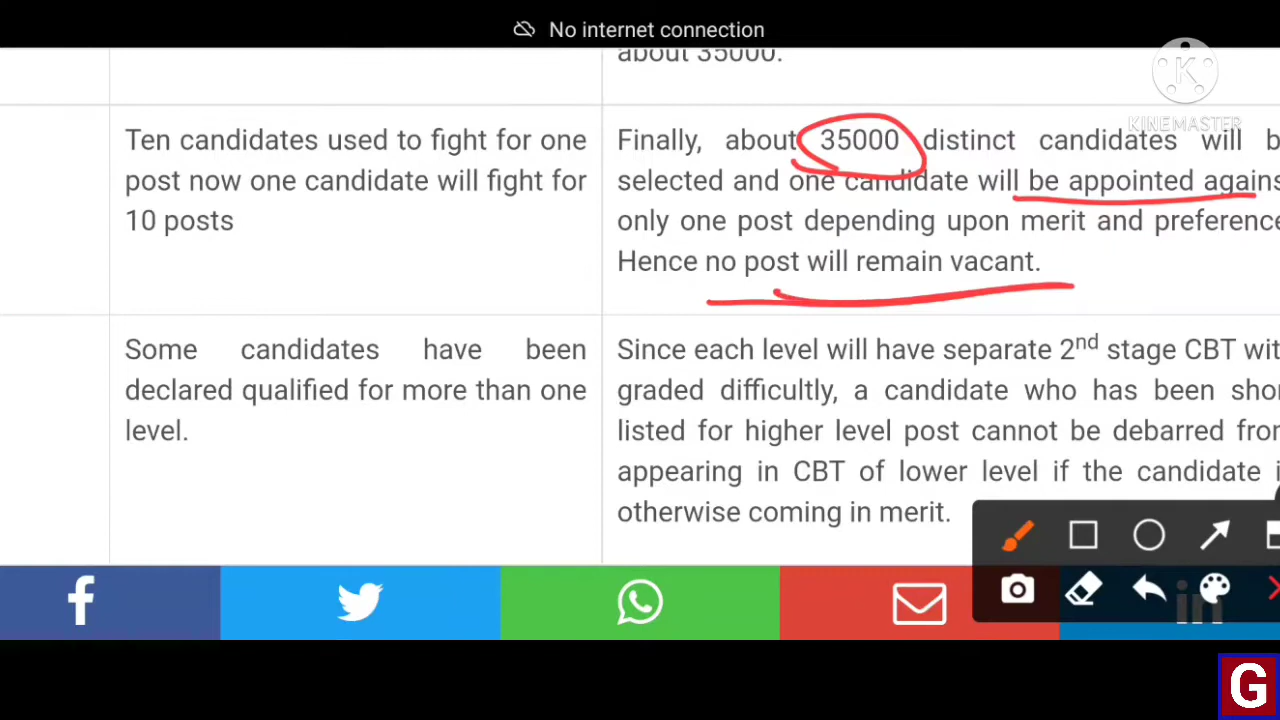 No internet connection
about 35000.
KINEMASTER
Ten candidates used to fight for one
post now one candidate will fight for
10 posts
Finally, about 35000 distinct candidates will b
selected and one candidate will be appointed agains
only one post depending upon merit and preference
Hence no post will remain vacant.
Some candidates have been
declared qualified for more than one
level.
Since each level will have separate 2nd stage CBT wit
graded difficultly, a candidate who has been shor
listed for higher level post cannot be debarred from
appearing in CBT of lower level if the candidate i
otherwise coming in merit.
G